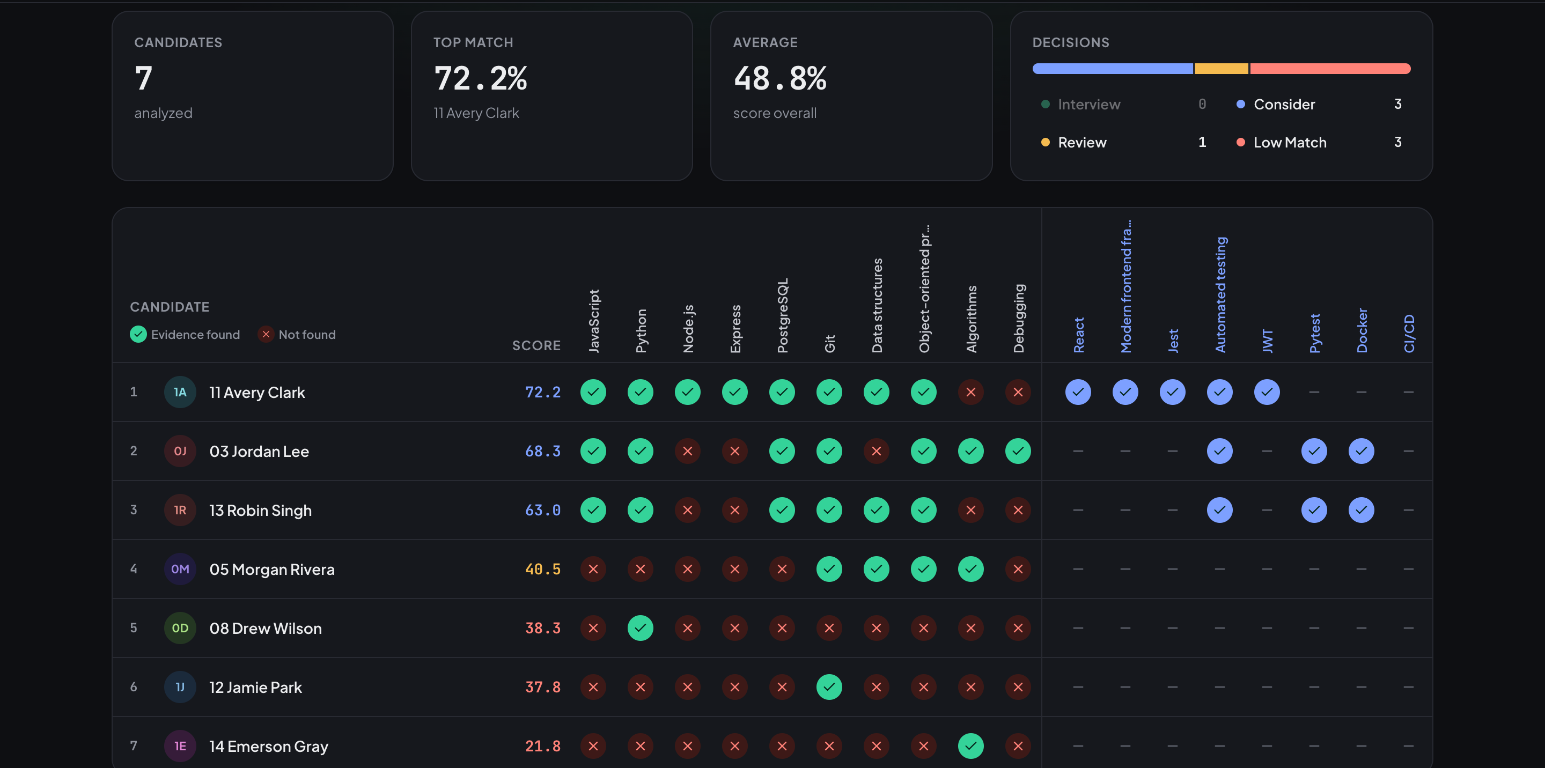 CANDIDATES
7
analyzed
TOP MATCH
72.2%
11 Avery Clark
AVERAGE
48.8%
score overall
DECISIONS
Interview 0
Consider 3
Review 1
Low Match 3
CANDIDATE
Evidence found
Not found
SCORE
JavaScript
Python
Node.js
Express
PostgreSQL
Git
Data structures
Object-oriented pr...
Algorithms
Debugging
React
Modern frontend fra...
Jest
Automated testing
JWT
Pytest
Docker
CI/CD
1 1A 11 Avery Clark 72.2
2 0J 03 Jordan Lee 68.3
3 1R 13 Robin Singh 63.0
4 0M 05 Morgan Rivera 40.5
5 0D 08 Drew Wilson 38.3
6 1J 12 Jamie Park 37.8
7 1E 14 Emerson Gray 21.8